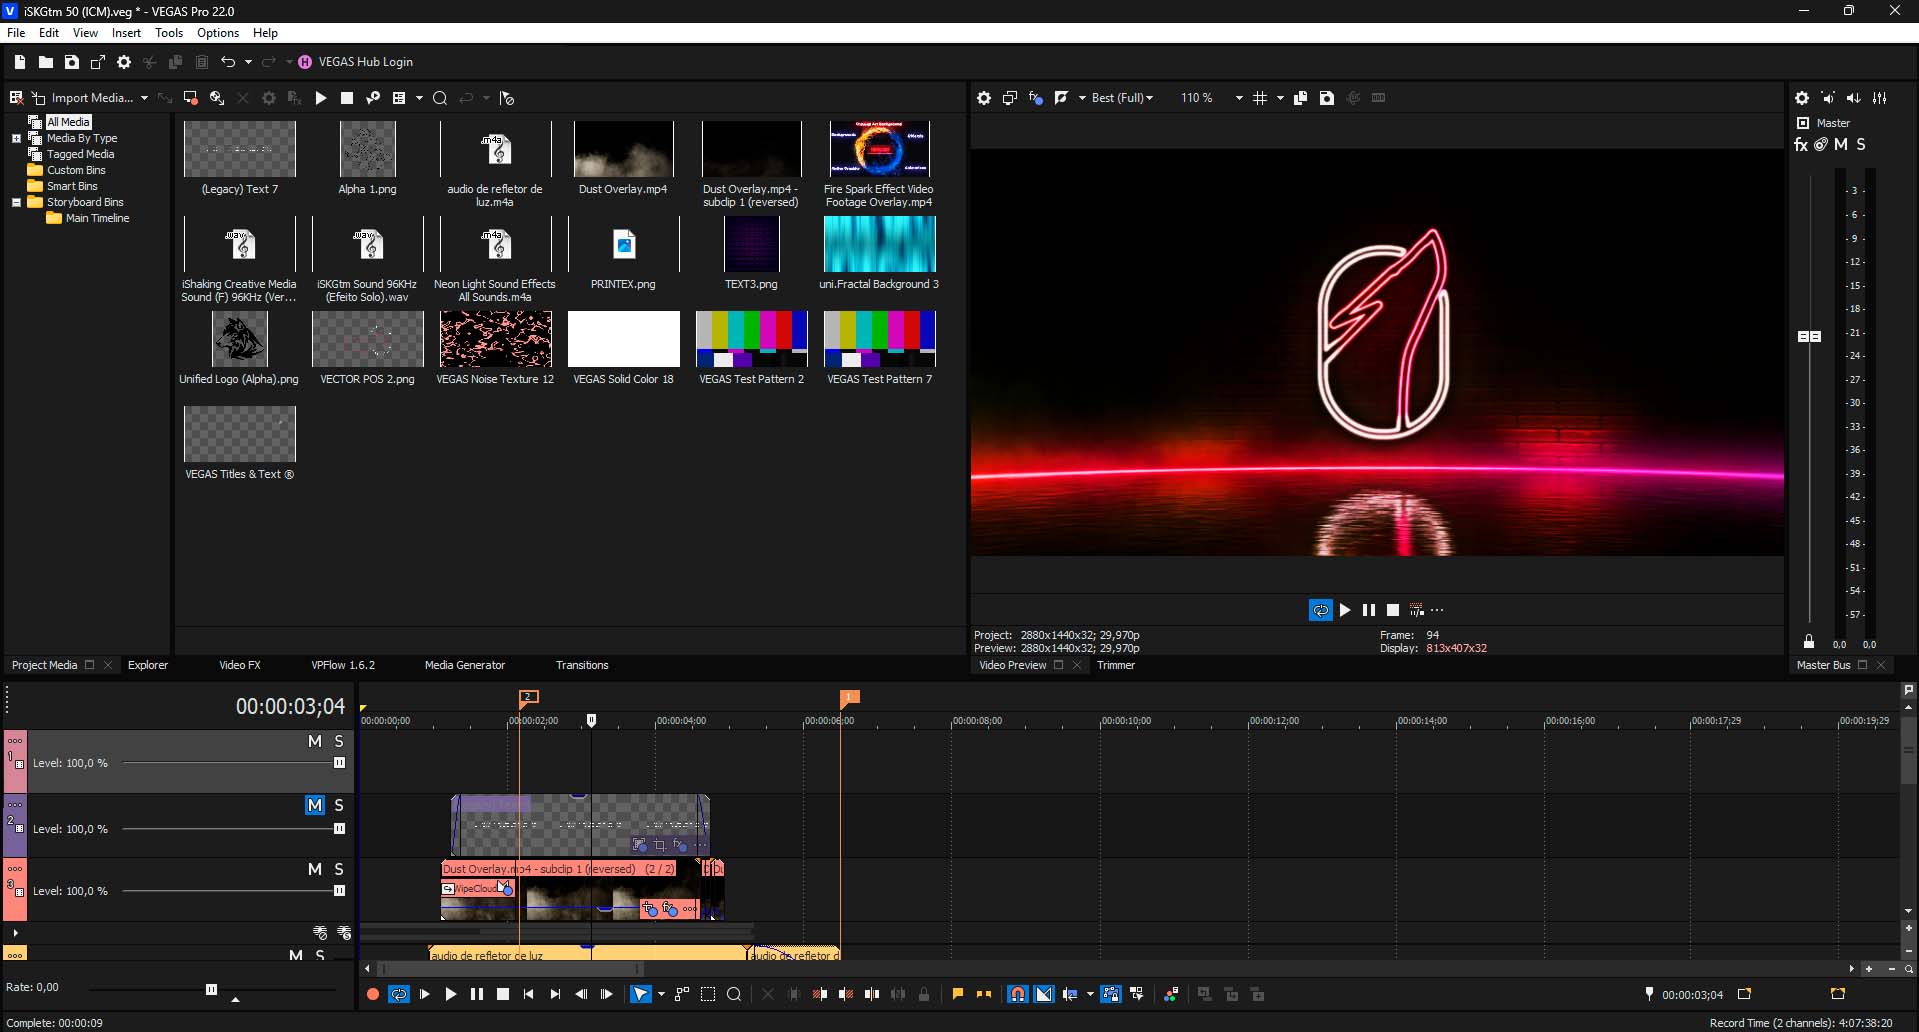 iSKGtm 50 (ICM).veg * - VEGAS Pro 22.0
File Edit View Insert Tools Options Help
VEGAS Hub Login
Import Media...
Best (Full)
110 %
All Media
Media By Type
Tagged Media
Custom Bins
Smart Bins
Storyboard Bins
Main Timeline
(Legacy) Text 7
Alpha 1.png
.m4a
audio de refletor de
luz.m4a
Dust Overlay.mp4
Dust Overlay.mp4 -
subclip 1 (reversed)
Fire Spark Effect Video
Footage Overlay.mp4
.wav
iShaking Creative Media
Sound (F) 96KHz (Ver...
.wav
iSKGtm Sound 96KHz
(Efeito Solo).wav
.m4a
Neon Light Sound Effects
All Sounds.m4a
PRINTEX.png
TEXT3.png
uni.Fractal Background 3
Unified Logo (Alpha).png
VECTOR POS 2.png
VEGAS Noise Texture 12
VEGAS Solid Color 18
VEGAS Test Pattern 2
VEGAS Test Pattern 7
VEGAS Titles & Text ®
Master
fx M S
- 3 -
- 6 -
- 9 -
- 12 -
- 15 -
- 18 -
- 21 -
- 24 -
- 27 -
- 30 -
- 33 -
- 36 -
- 39 -
- 42 -
- 45 -
- 48 -
- 51 -
- 54 -
- 57 -
0,0 0,0
Project: 2880x1440x32; 29,970p
Preview: 2880x1440x32; 29,970p
Frame: 94
Display: 813x407x32
Project Media Explorer Video FX VPFlow 1.6.2 Media Generator Transitions
Video Preview Trimmer
Master Bus
00:00:03;04
2
1
00:00:00;00 00:00:02;00 00:00:04;00 00:00:06;00 00:00:08;00 00:00:10;00 00:00:12;00 00:00:14;00 00:00:16;00 00:00:17;29 00:00:19;29
1
M S
Level: 100,0 %
2
M S
Level: 100,0 %
3
M S
Level: 100,0 %
Dust Overlay.mp4 - subclip 1 (reversed) (2 / 2)
WipeCloud
M S
audio de refletor de luz
audio de refletor d
Rate: 0,00
00:00:03;04
Complete: 00:00:09
Record Time (2 channels): 4:07:38:20